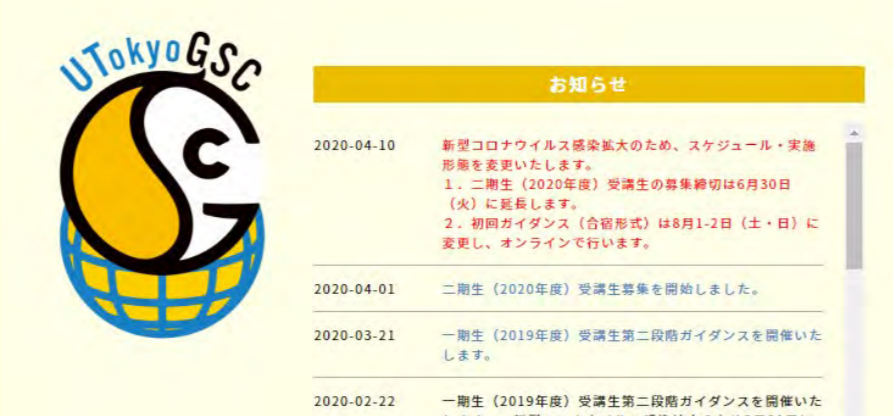 UTokyoGSC
お知らせ
2020-04-10
新型コロナウイルス感染拡大のため、スケジュール・実施
形態を変更いたします。
１．二期生（2020年度）受講生の募集締切は6月30日
（火）に延長します。
２．初回ガイダンス（合宿形式）は8月1-2日（土・日）に
変更し、オンラインで行います。
2020-04-01
二期生（2020年度）受講生募集を開始しました。
2020-03-21
一期生（2019年度）受講生第二段階ガイダンスを開催いた
します。
2020-02-22
一期生（2019年度）受講生第二段階ガイダンスを開催いた